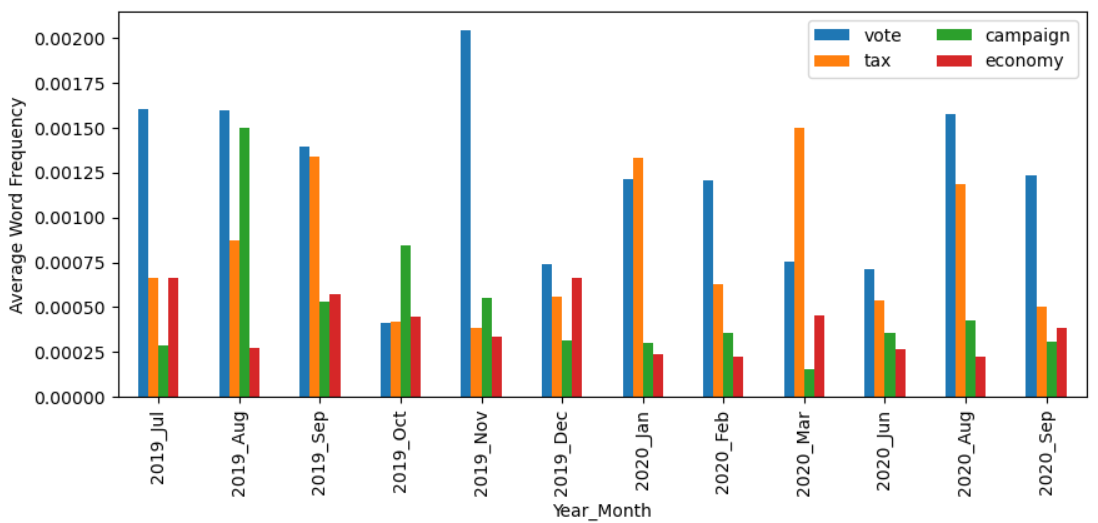 Average Word Frequency
0.00200
0.00175
0.00150
0.00125
0.00100
0.00075
0.00050
0.00025
0.00000
vote
tax
campaign
economy
2019_Jul
2019_Aug
2019_Sep
2019_Oct
2019_Nov
2019_Dec
2020_Jan
2020_Feb
2020_Mar
2020_Jun
2020_Aug
2020_Sep
Year_Month